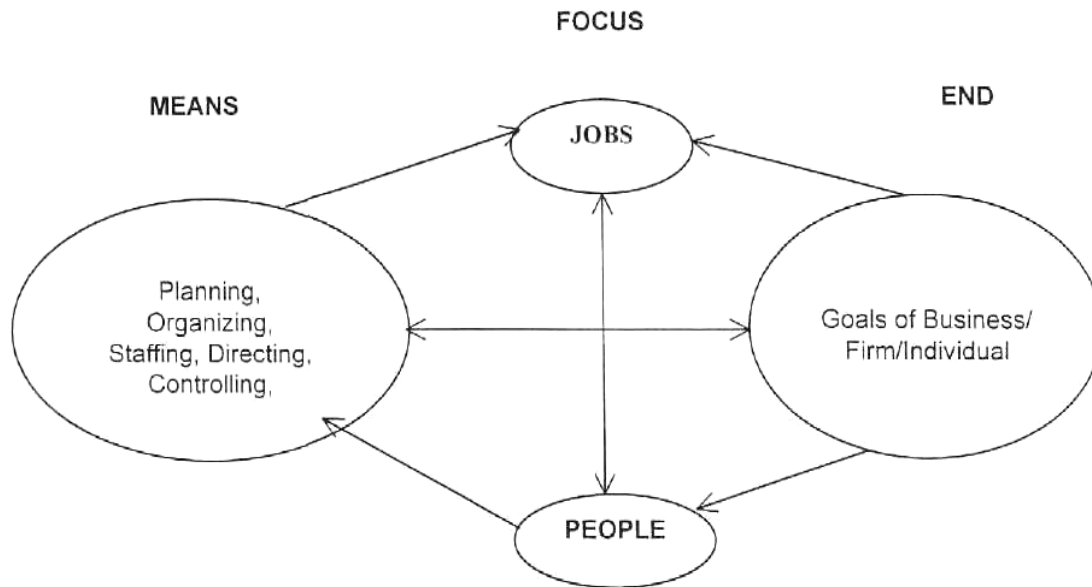 FOCUS
MEANS
END
JOBS
Planning,
Organizing,
Staffing, Directing,
Controlling,
Goals of Business/
Firm/Individual
PEOPLE